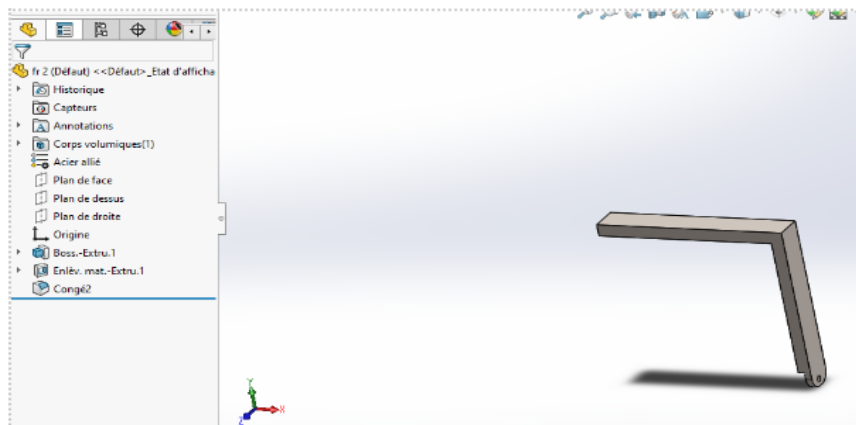 fr 2 (Défaut) <<Défaut>_Etat d'afficha
Historique
Capteurs
Annotations
Corps volumiques(1)
Acier allié
Plan de face
Plan de dessus
Plan de droite
Origine
Boss.-Extru.1
Enlèv. mat.-Extru.1
Congé2
Y
X
Z